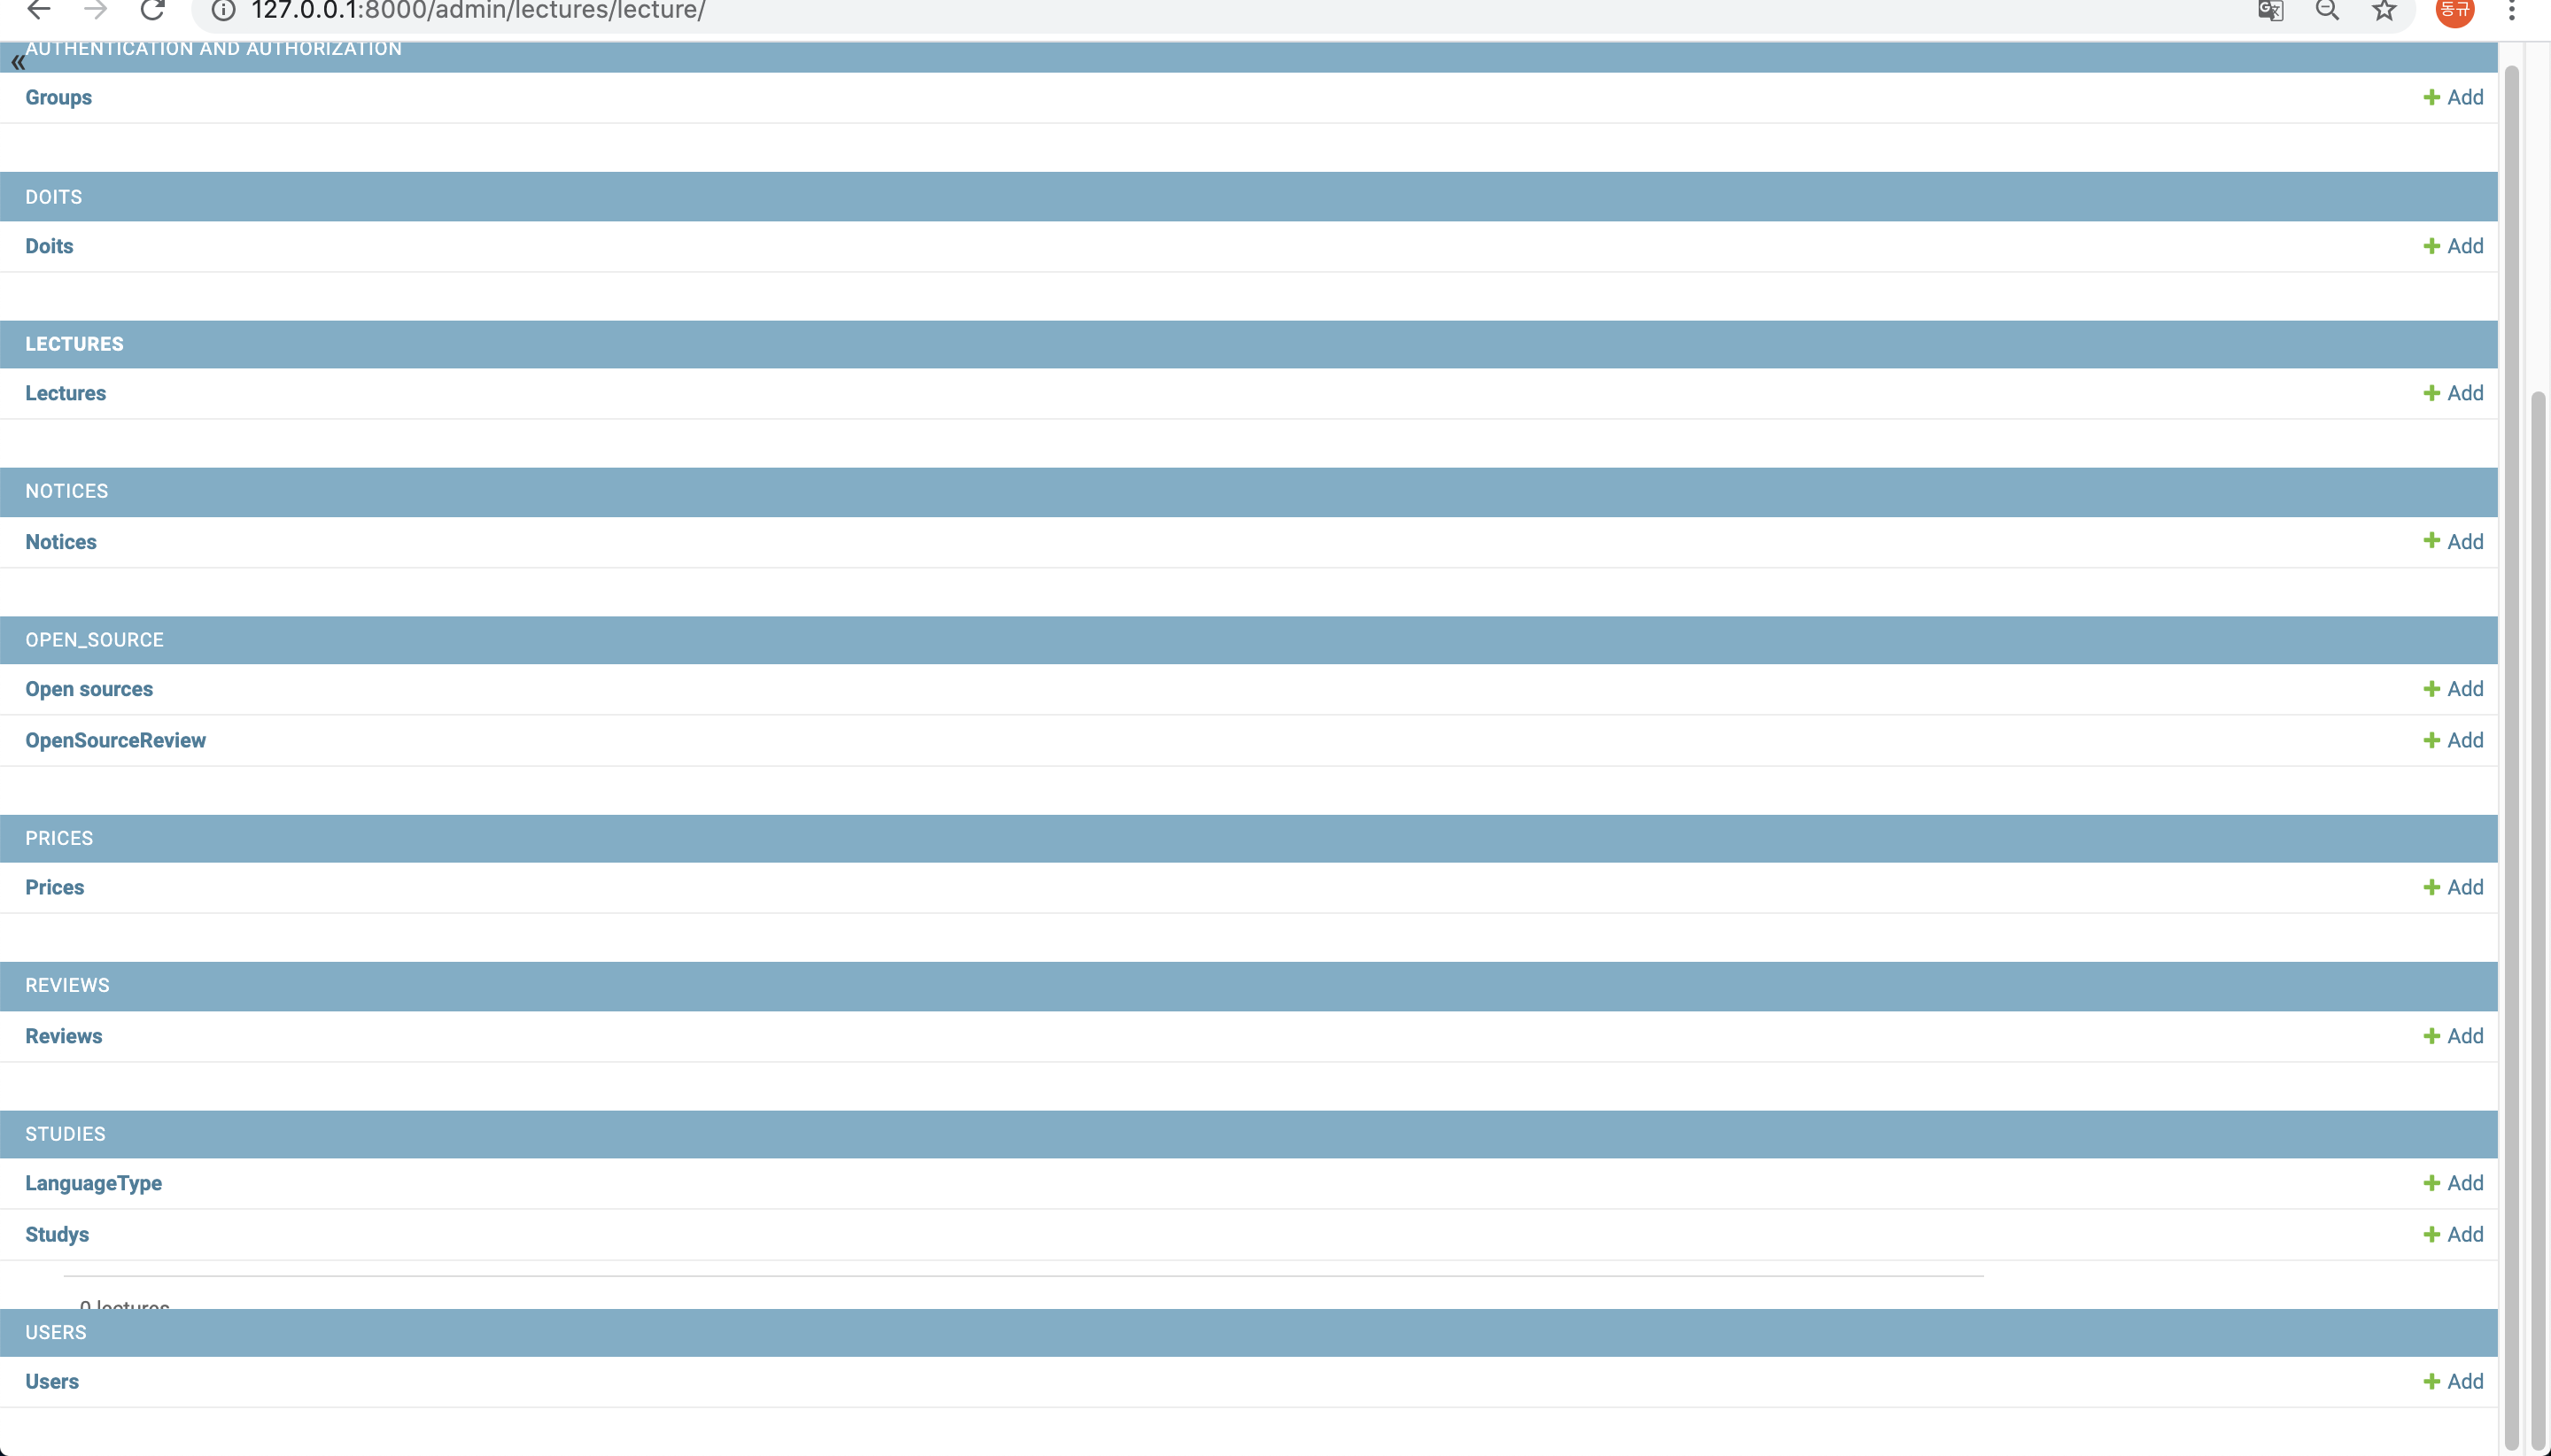 127.0.0.1:8000/admin/lectures/lecture/
동규
AUTHENTICATION AND AUTHORIZATION
«
Groups
Add
DOITS
Doits
Add
LECTURES
Lectures
Add
NOTICES
Notices
Add
OPEN_SOURCE
Open sources
Add
OpenSourceReview
Add
PRICES
Prices
Add
REVIEWS
Reviews
Add
STUDIES
LanguageType
Add
Studys
Add
0 lectures
USERS
Users
Add